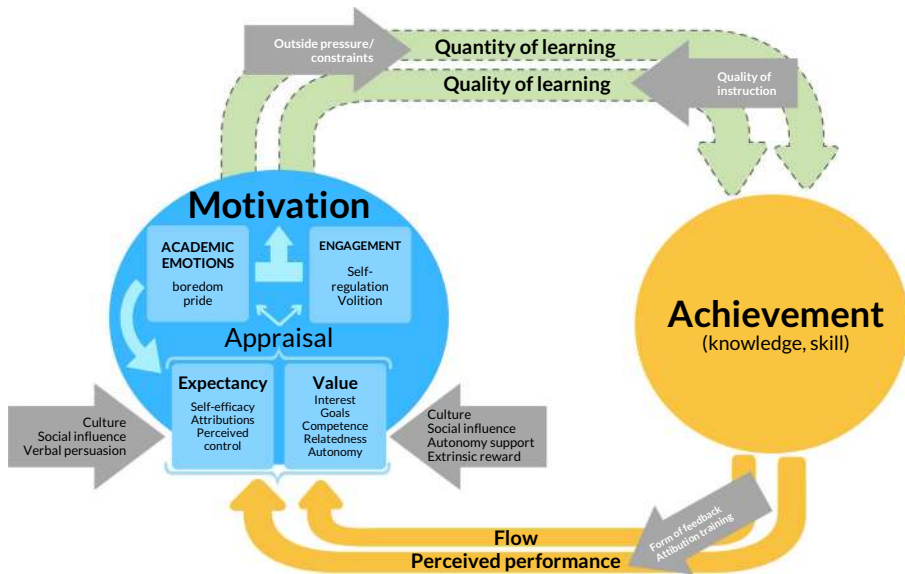 Outside pressure/
constraints
Quantity of learning
Quality of learning
Quality of
instruction
Motivation
ACADEMIC
EMOTIONS
boredom
pride
ENGAGEMENT
Self-
regulation
Volition
Appraisal
Expectancy
Self-efficacy
Attributions
Perceived
control
Value
Interest
Goals
Competence
Relatedness
Autonomy
Culture
Social influence
Verbal persuasion
Culture
Social influence
Autonomy support
Extrinsic reward
Achievement
(knowledge, skill)
Form of feedback
Attibution training
Flow
Perceived performance